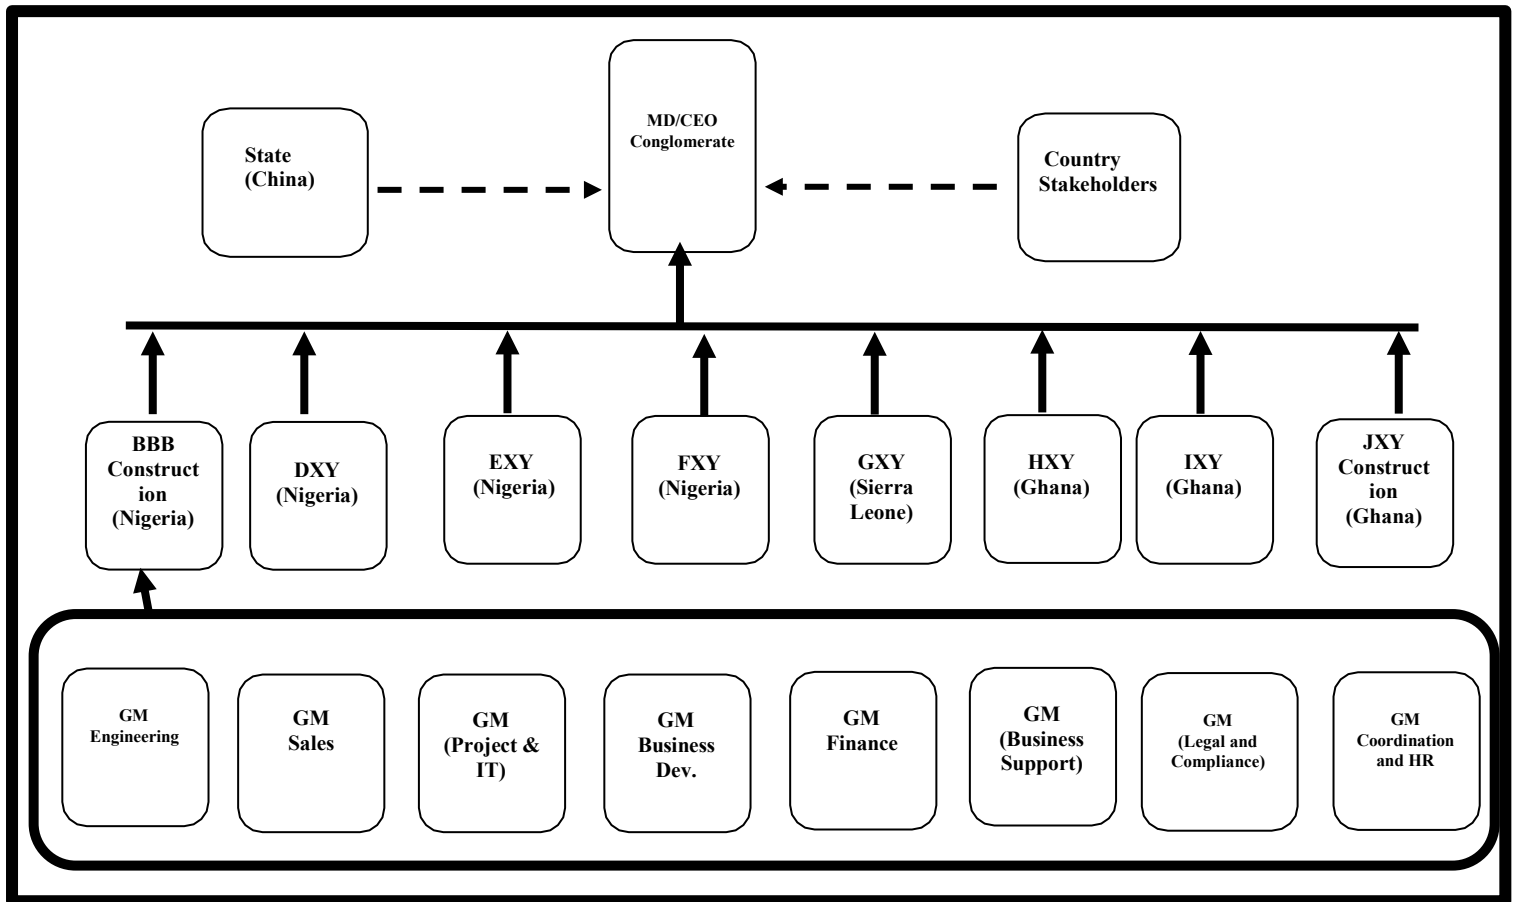 MD/CEO
Conglomerate
State
(China)
Country
Stakeholders
BBB
Construct
ion
(Nigeria)
DXY
(Nigeria)
EXY
(Nigeria)
FXY
(Nigeria)
GXY
(Sierra
Leone)
HXY
(Ghana)
IXY
(Ghana)
JXY
Construct
ion
(Ghana)
GM
Engineering
GM
Sales
GM
(Project &
IT)
GM
Business
Dev.
GM
Finance
GM
(Business
Support)
GM
(Legal and
Compliance)
GM
Coordination
and HR